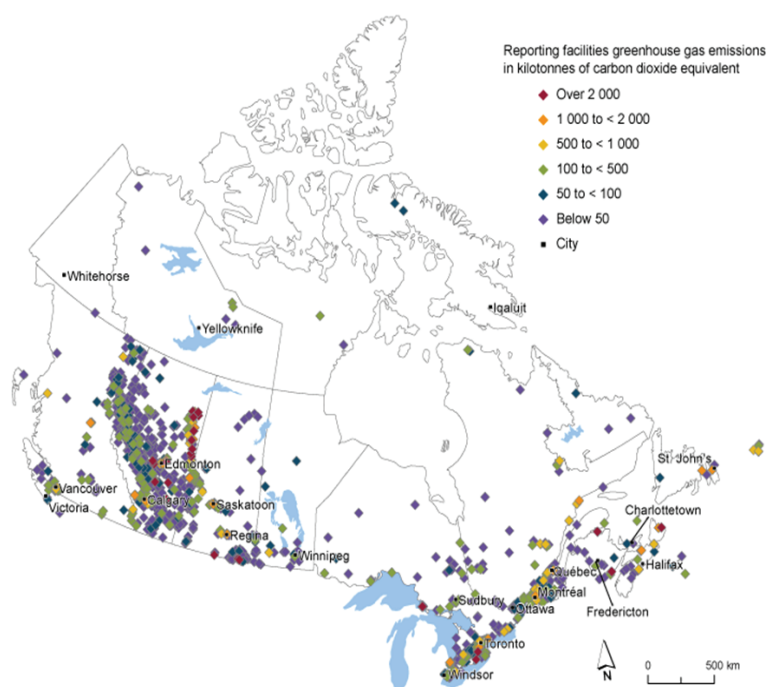 Reporting facilities greenhouse gas emissions
in kilotonnes of carbon dioxide equivalent
Over 2 000
1 000 to < 2 000
500 to < 1 000
100 to < 500
50 to < 100
Below 50
City
Whitehorse
Iqaluit
Yellowknife
St. John's
Edmonton
Vancouver
Calgary
Saskatoon
Victoria
Charlottetown
Regina
Winnipeg
Halifax
Québec
Montréal
Sudbury
Ottawa
Fredericton
Toronto
Windsor
N
0 500 km